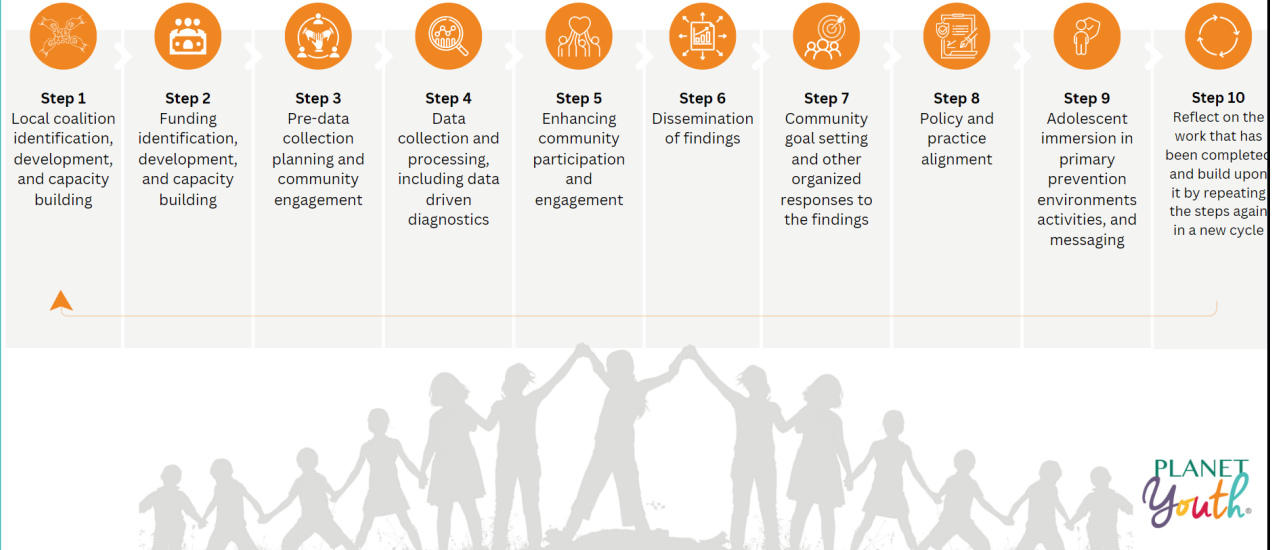 Step 1
Local coalition
identification,
development,
and capacity
building
Step 2
Funding
identification,
development,
and capacity
building
Step 3
Pre-data
collection
planning and
community
engagement
Step 4
Data
collection and
processing,
including data
driven
diagnostics
Step 5
Enhancing
community
participation
and
engagement
Step 6
Dissemination
of findings
Step 7
Community
goal setting
and other
organized
responses to
the findings
Step 8
Policy and
practice
alignment
Step 9
Adolescent
immersion in
primary
prevention
environments
activities, and
messaging
Step 10
Reflect on the
work that has
been completed
and build upon
it by repeating
the steps again
in a new cycle
PLANET
Youth®